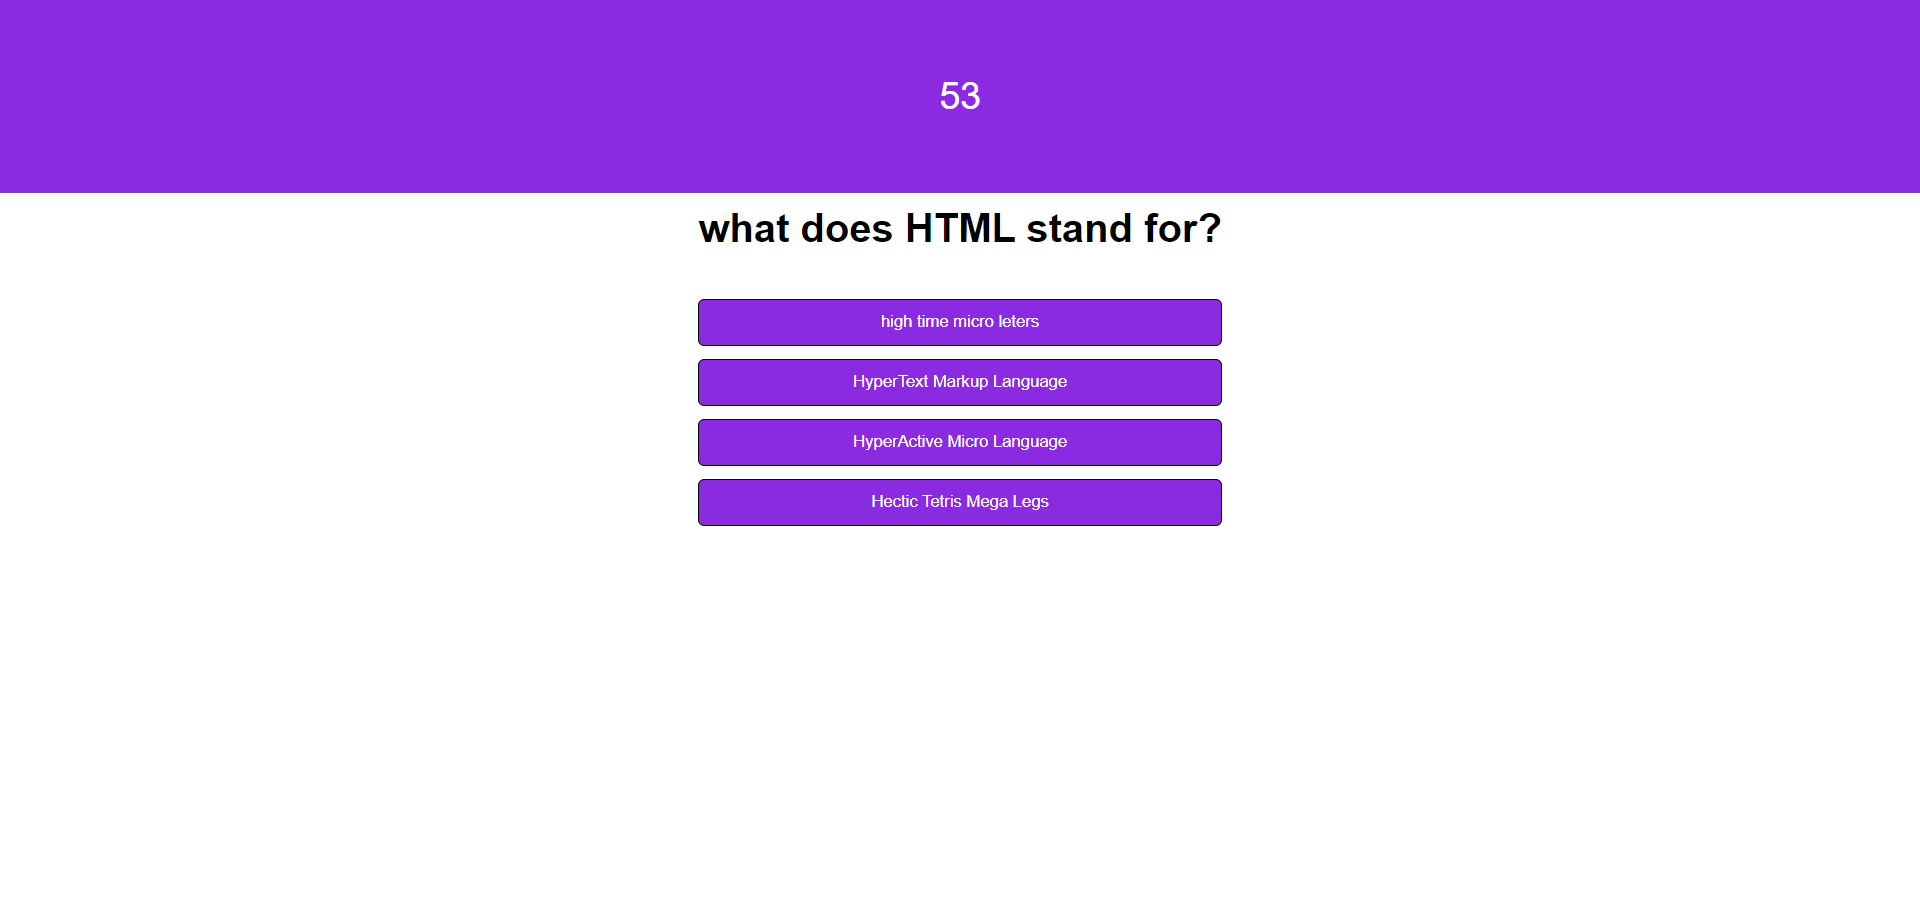 53
what does HTML stand for?
high time micro leters
HyperText Markup Language
HyperActive Micro Language
Hectic Tetris Mega Legs